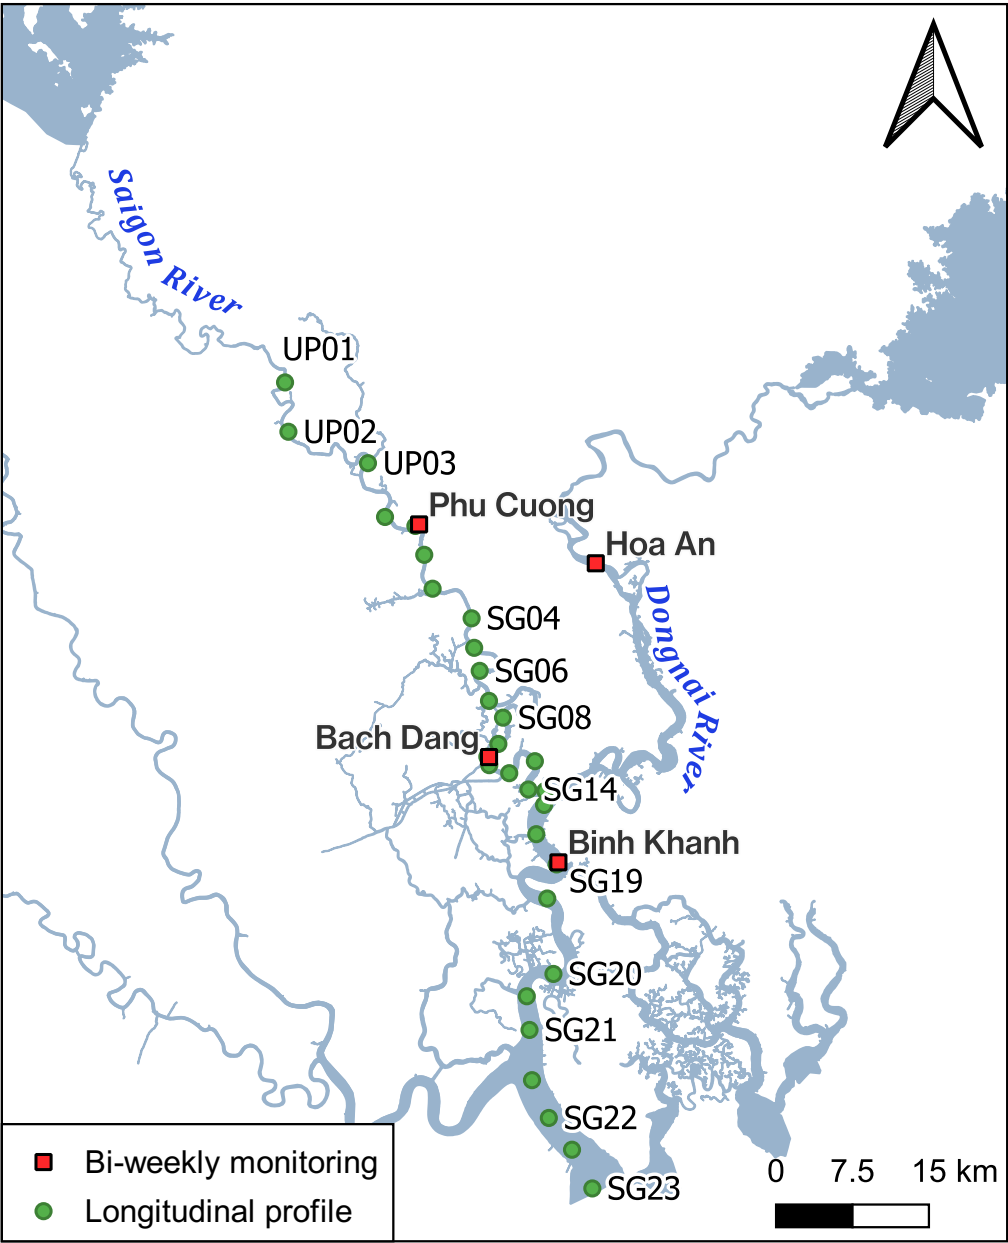 Saigon River
UP01
UP02
UP03
Phu Cuong
Hoa An
Dongnai River
SG04
SG06
SG08
Bach Dang
SG14
Binh Khanh
SG19
SG20
SG21
SG22
SG23
Bi-weekly monitoring
Longitudinal profile
0 7.5 15 km